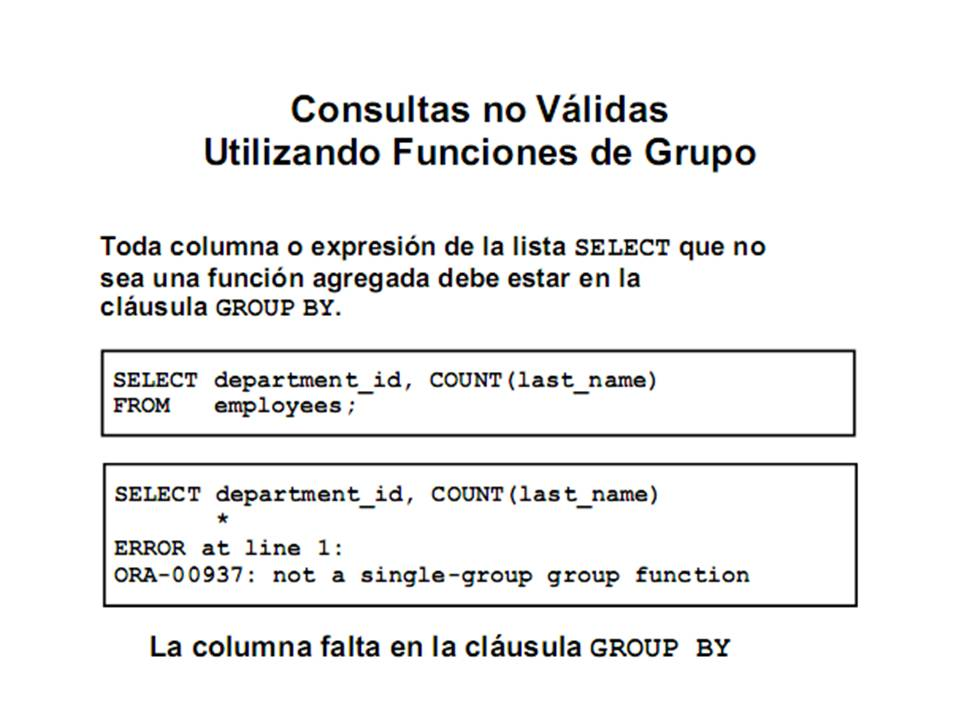 Consultas no Válidas
Utilizando Funciones de Grupo
Toda columna o expresión de la lista SELECT que no
sea una función agregada debe estar en la
cláusula GROUP BY.
SELECT department_id, COUNT(last_name)
FROM employees;
SELECT department_id, COUNT(last_name)
*
ERROR at line 1:
ORA-00937: not a single-group group function
La columna falta en la cláusula GROUP BY